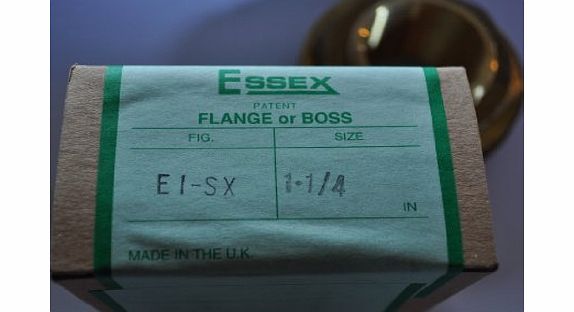 ESSEX
PATENT
FLANGE or BOSS
FIG. SIZE
E1-SX 1-1/4
IN
MADE IN THE U.K.